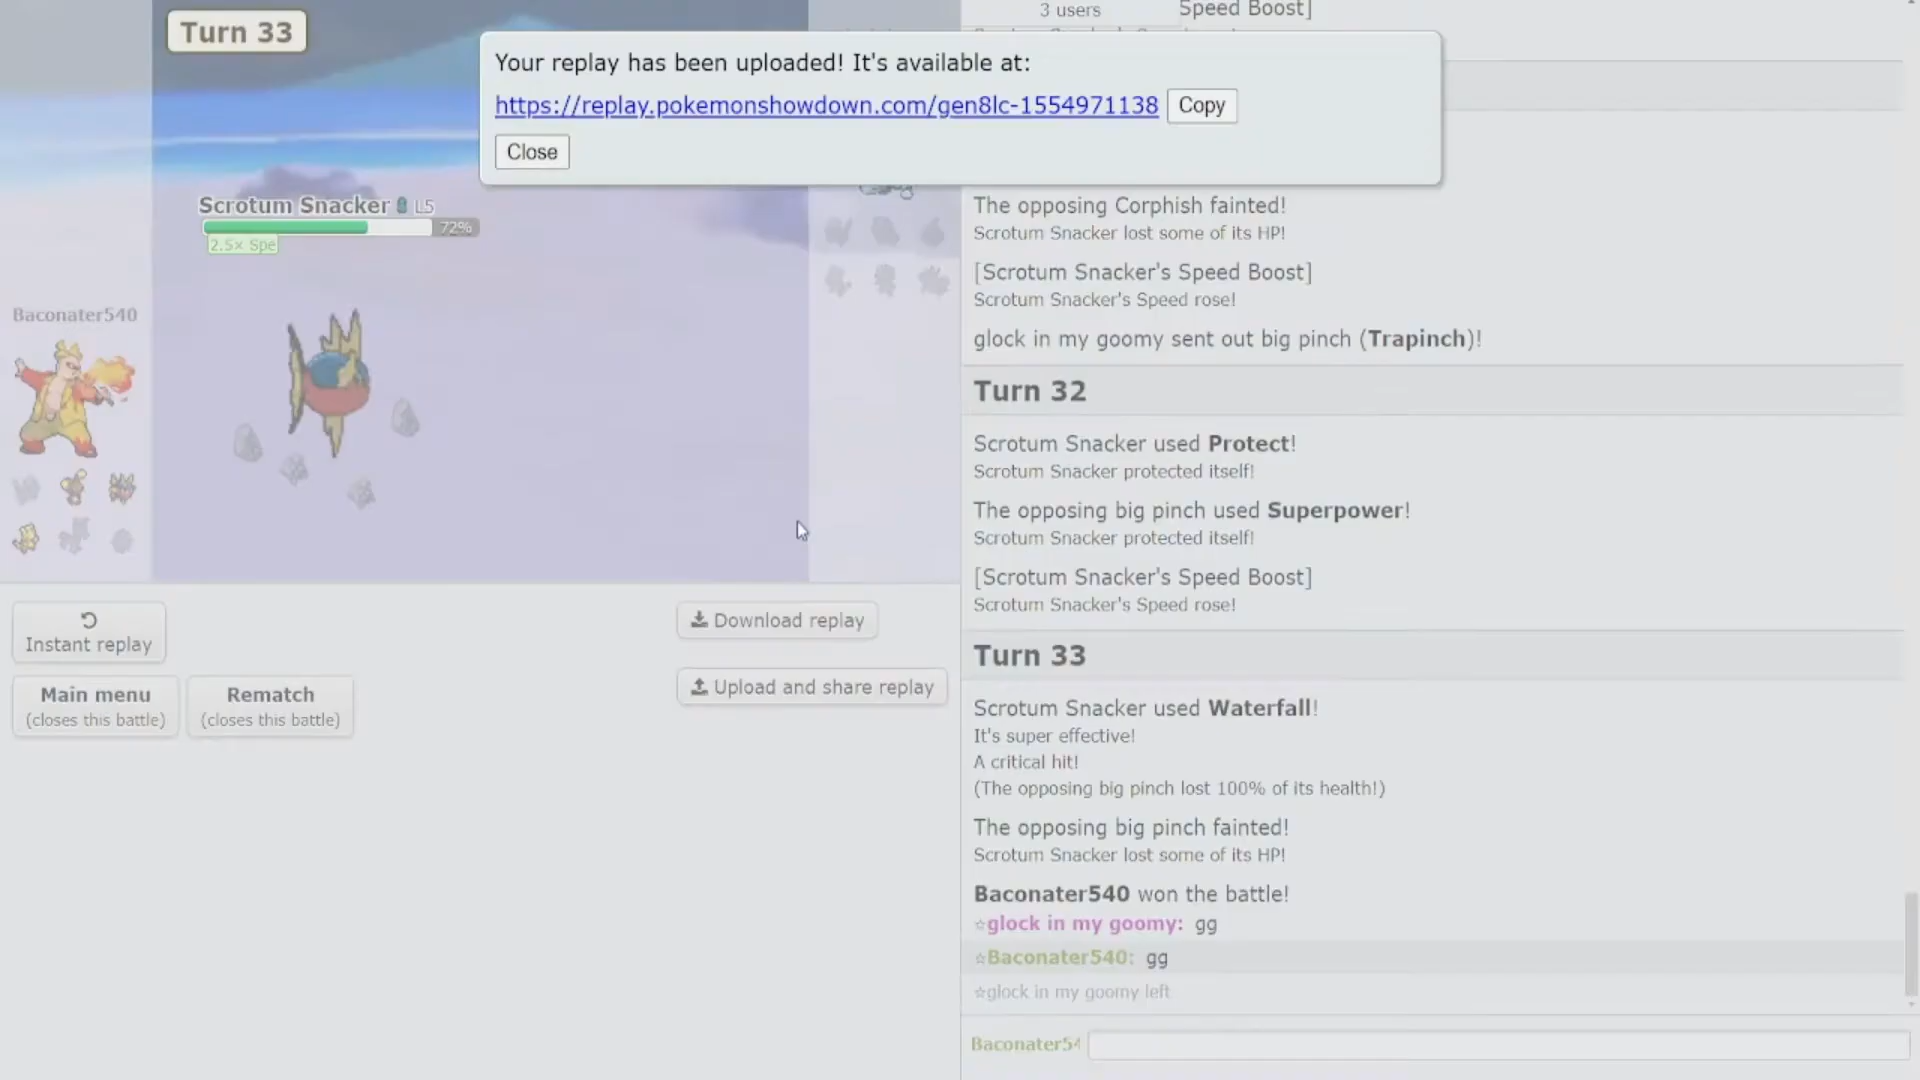 Turn 33
3 users
Speed Boost]
Your replay has been uploaded! It's available at:
https://replay.pokemonshowdown.com/gen8lc-1554971138 Copy
Close
Scrotum Snacker L5
72%
2.5× Spe
Baconater540
Instant replay
Main menu
(closes this battle)
Rematch
(closes this battle)
Download replay
Upload and share replay
The opposing Corphish fainted!
Scrotum Snacker lost some of its HP!
[Scrotum Snacker's Speed Boost]
Scrotum Snacker's Speed rose!
glock in my goomy sent out big pinch (Trapinch)!
Turn 32
Scrotum Snacker used Protect!
Scrotum Snacker protected itself!
The opposing big pinch used Superpower!
Scrotum Snacker protected itself!
[Scrotum Snacker's Speed Boost]
Scrotum Snacker's Speed rose!
Turn 33
Scrotum Snacker used Waterfall!
It's super effective!
A critical hit!
(The opposing big pinch lost 100% of its health!)
The opposing big pinch fainted!
Scrotum Snacker lost some of its HP!
Baconater540 won the battle!
☆glock in my goomy: gg
☆Baconater540: gg
☆glock in my goomy left
Baconater54